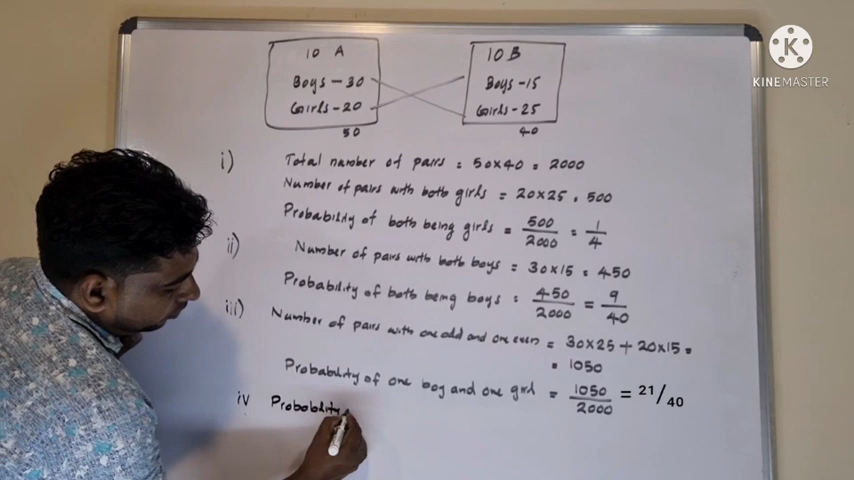 10 A
Boys - 30
Girls - 20
50
10 B
Boys - 15
Girls - 25
40
KINEMASTER
i) Total number of pairs = 50 x 40 = 2000
Number of pairs with both girls = 20 x 25 = 500
Probability of both being girls = 500/2000 = 1/4
ii) Number of pairs with both boys = 30 x 15 = 450
Probability of both being boys = 450/2000 = 9/40
iii) Number of pairs with one odd and one even = 30 x 25 + 20 x 15 =
= 1050
Probability of one boy and one girl = 1050/2000 = 21/40
iv Probability